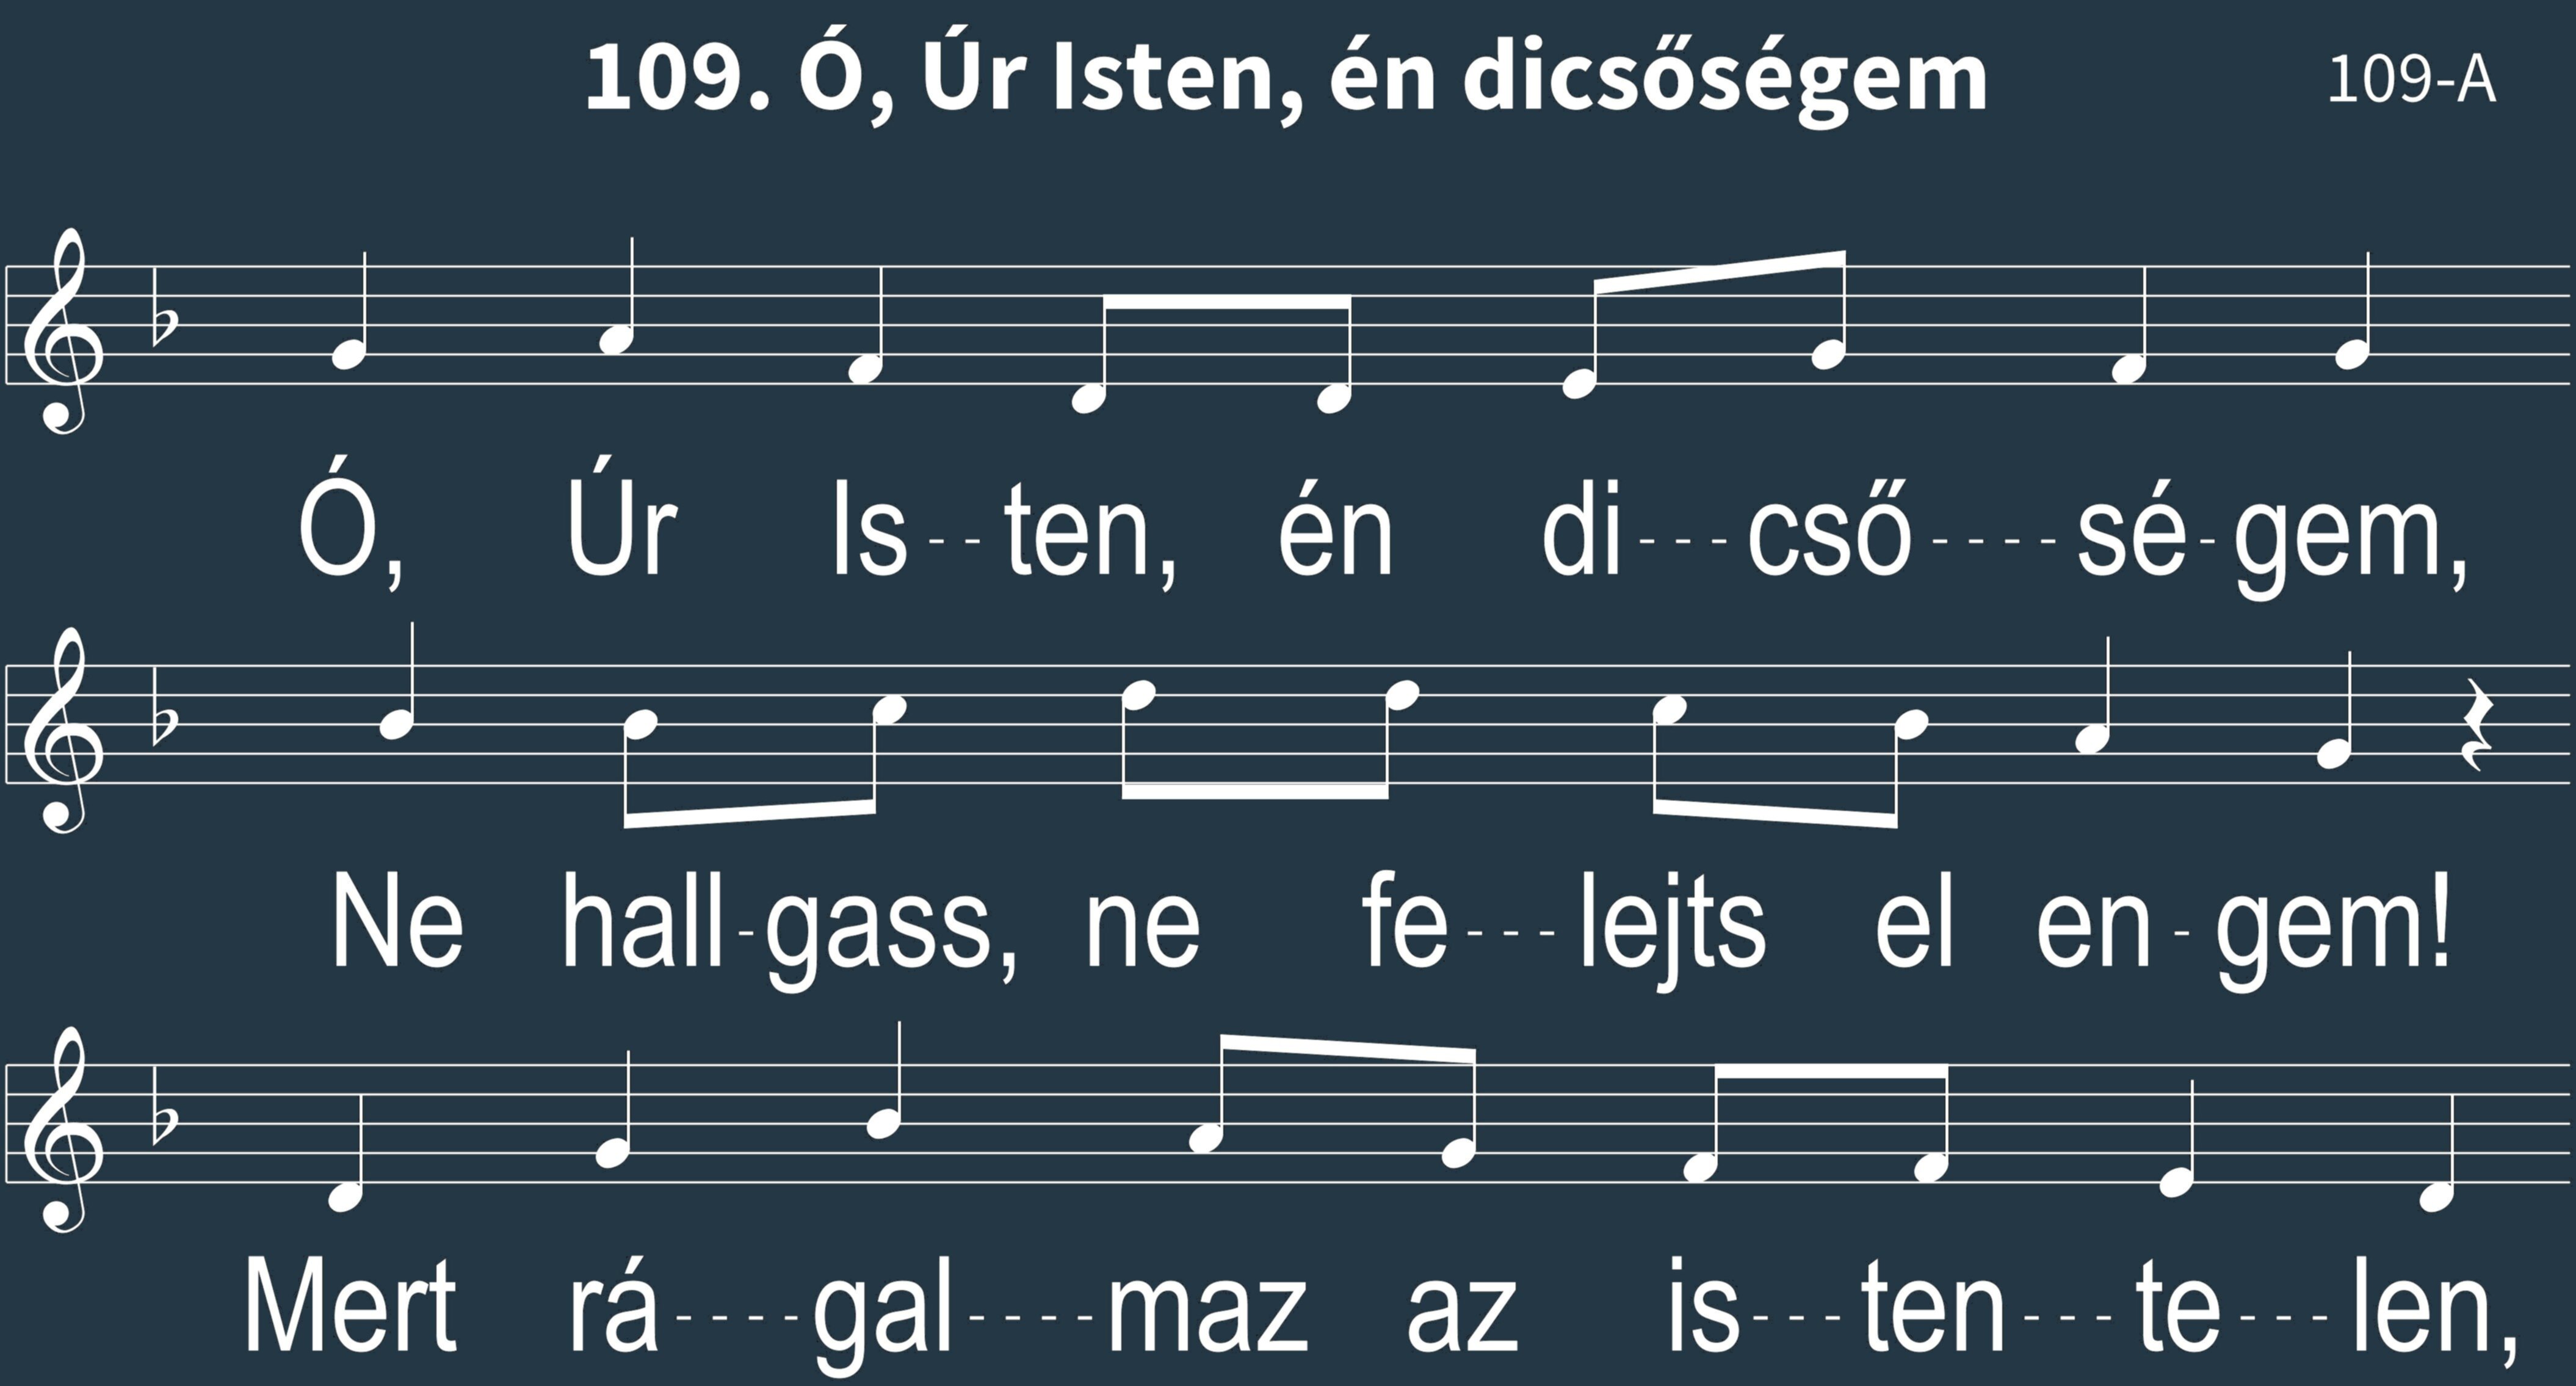 109. Ó, Úr Isten, én dicsőségem
109-A
Ó, Úr Is--ten, én di---cső----sé-gem,
Ne hall-gass, ne fe---lejts el en-gem!
Mert rá----gal----maz az is---ten---te---len,